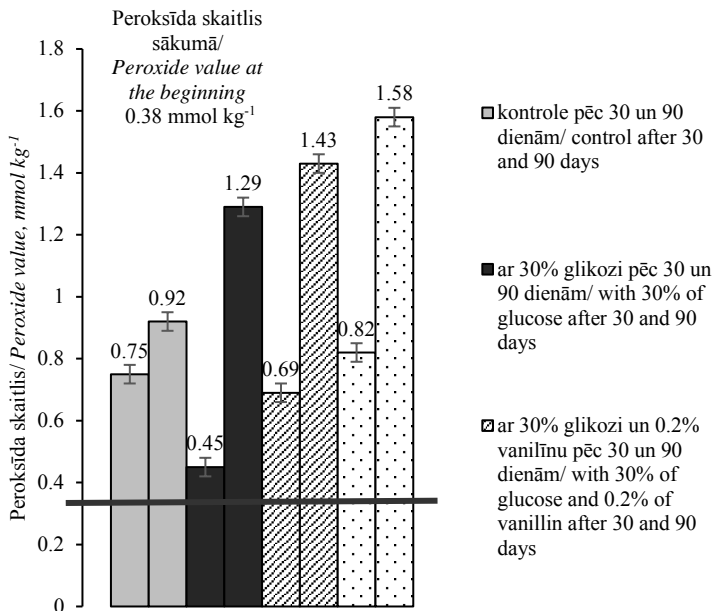 Peroksīda skaitlis
sākumā/
Peroxide value at
the beginning
0.38 mmol kg⁻¹
Peroksīda skaitlis/ Peroxide value, mmol kg⁻¹
1.8
1.6
1.4
1.2
1
0.8
0.6
0.4
0.2
0
0.75
0.92
0.45
1.29
0.69
1.43
0.82
1.58
kontrole pēc 30 un 90
dienām/ control after 30
and 90 days
ar 30% glikozi pēc 30 un
90 dienām/ with 30% of
glucose after 30 and 90
days
ar 30% glikozi un 0.2%
vanilīnu pēc 30 un 90
dienām/ with 30% of
glucose and 0.2% of
vanillin after 30 and 90
days